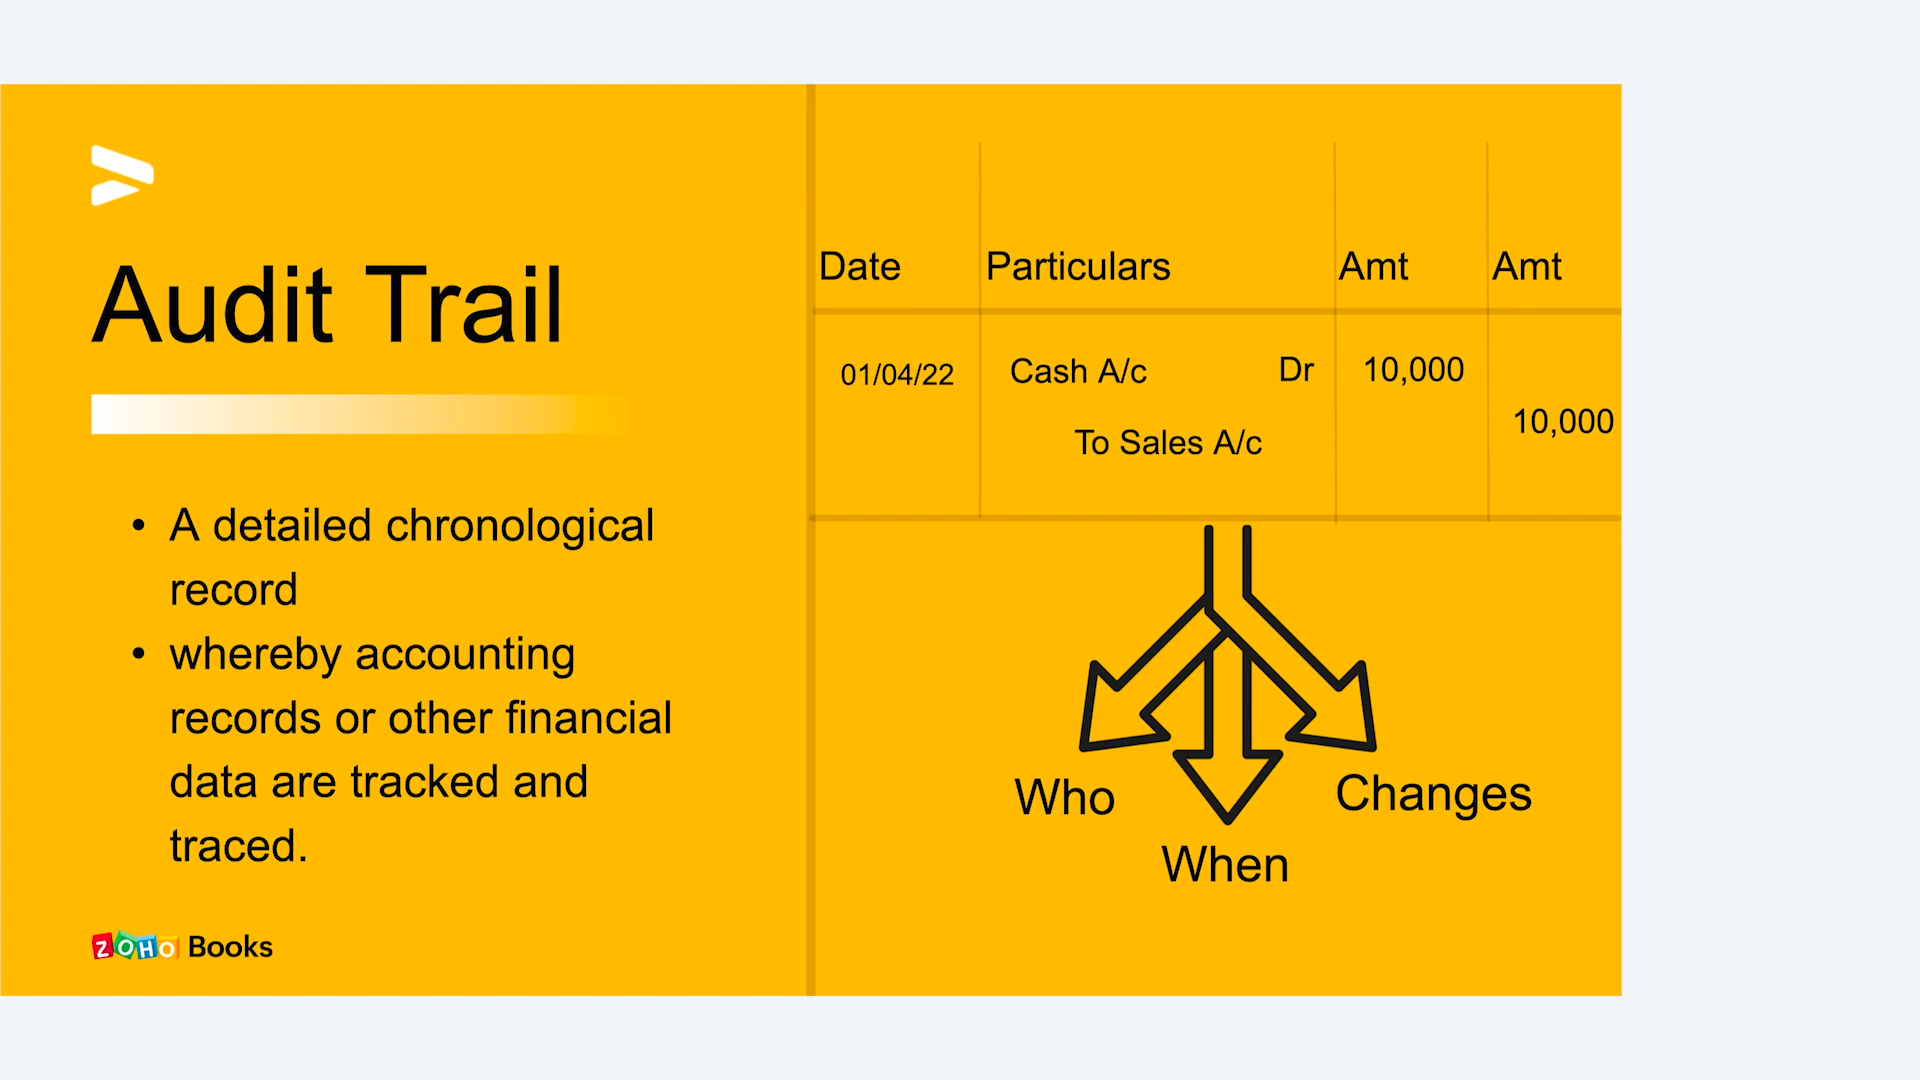 Audit Trail
• A detailed chronological
record
• whereby accounting
records or other financial
data are tracked and
traced.
ZOHO Books
Date Particulars Amt Amt
01/04/22 Cash A/c Dr 10,000
To Sales A/c 10,000
Who When Changes